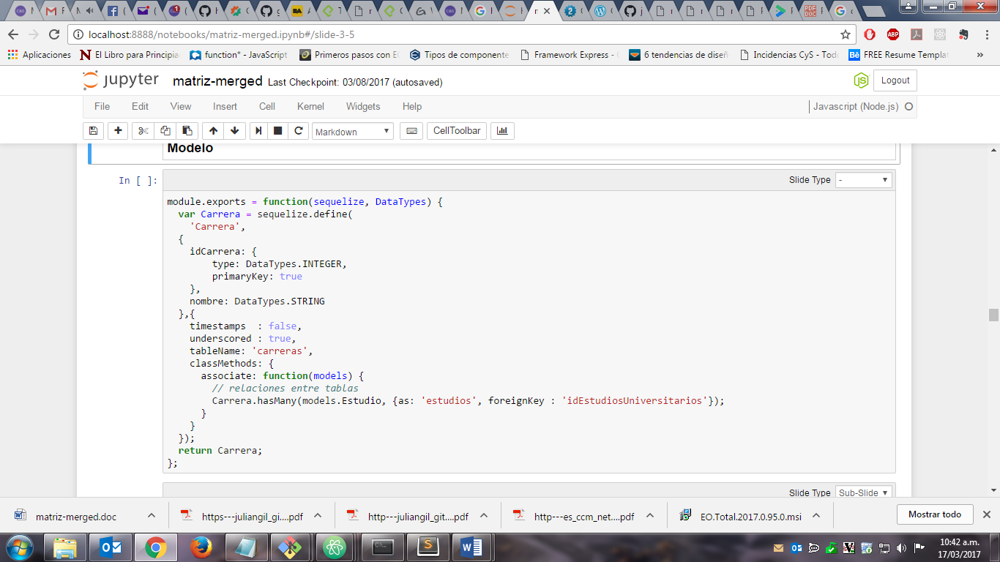 localhost:8888/notebooks/matriz-merged.ipynb#/slide-3-5
Aplicaciones El Libro para Principia function* - JavaScript Primeros pasos con E Tipos de componente Framework Express - 6 tendencias de diseñ Incidencias CyS - Tod FREE Resume Templat »
jupyter matriz-merged Last Checkpoint: 03/08/2017 (autosaved) Logout
File Edit View Insert Cell Kernel Widgets Help Javascript (Node.js)
Markdown CellToolbar
Modelo
In [ ]: Slide Type -
module.exports = function(sequelize, DataTypes) {
var Carrera = sequelize.define(
'Carrera',
{
idCarrera: {
type: DataTypes.INTEGER,
primaryKey: true
},
nombre: DataTypes.STRING
},{
timestamps  : false,
underscored : true,
tableName: 'carreras',
classMethods: {
associate: function(models) {
// relaciones entre tablas
Carrera.hasMany(models.Estudio, {as: 'estudios', foreignKey : 'idEstudiosUniversitarios'});
}
}
});
return Carrera;
};
Slide Type Sub-Slide
matriz-merged.doc https---juliangil_gi....pdf http---juliangil_git....pdf http---es_ccm_net....pdf EO.Total.2017.0.95.0.msi Mostrar todo
10:42 a.m.
17/03/2017